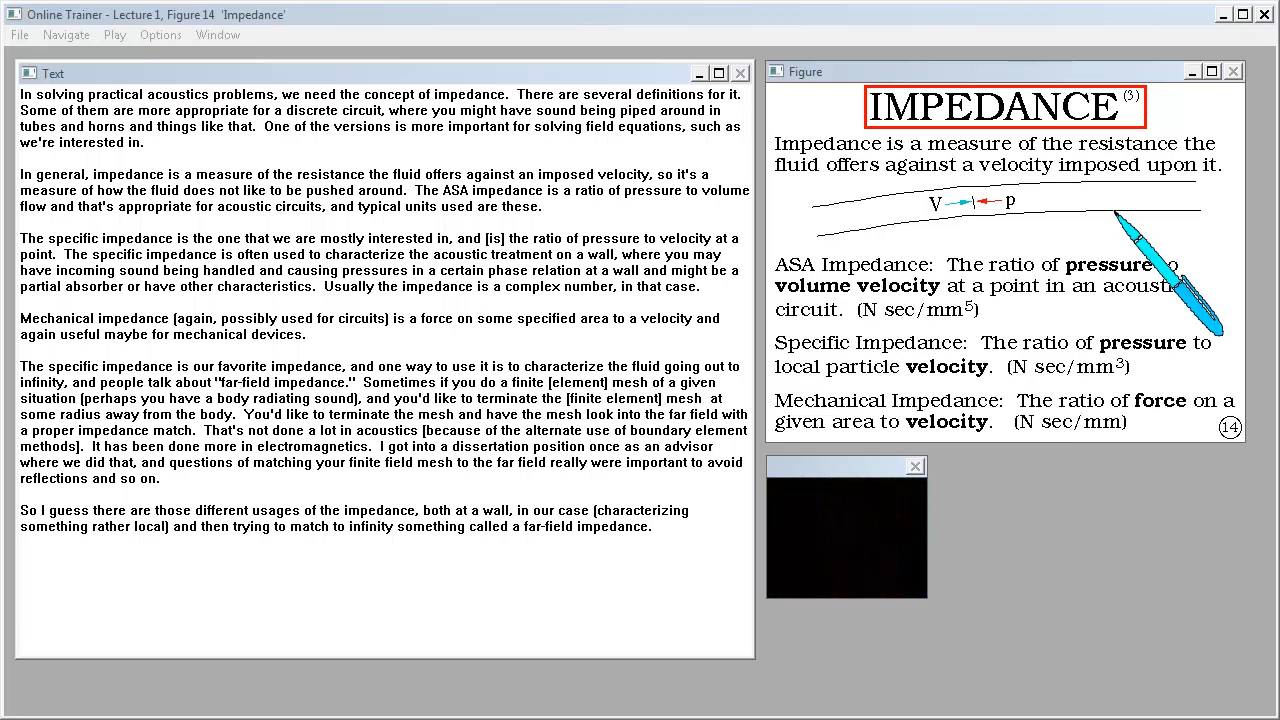 Online Trainer - Lecture 1, Figure 14  'Impedance'
File Navigate Play Options Window
Text
In solving practical acoustics problems, we need the concept of impedance.  There are several definitions for it.
Some of them are more appropriate for a discrete circuit, where you might have sound being piped around in
tubes and horns and things like that.  One of the versions is more important for solving field equations, such as
we're interested in.
In general, impedance is a measure of the resistance the fluid offers against an imposed velocity, so it's a
measure of how the fluid does not like to be pushed around.  The ASA impedance is a ratio of pressure to volume
flow and that's appropriate for acoustic circuits, and typical units used are these.
The specific impedance is the one that we are mostly interested in, and [is] the ratio of pressure to velocity at a
point.  The specific impedance is often used to characterize the acoustic treatment on a wall, where you may
have incoming sound being handled and causing pressures in a certain phase relation at a wall and might be a
partial absorber or have other characteristics.  Usually the impedance is a complex number, in that case.
Mechanical impedance (again, possibly used for circuits) is a force on some specified area to a velocity and
again useful maybe for mechanical devices.
The specific impedance is our favorite impedance, and one way to use it is to characterize the fluid going out to
infinity, and people talk about "far-field impedance."  Sometimes if you do a finite [element] mesh of a given
situation (perhaps you have a body radiating sound), and you'd like to terminate the [finite element] mesh  at
some radius away from the body.  You'd like to terminate the mesh and have the mesh look into the far field with
a proper impedance match.  That's not done a lot in acoustics [because of the alternate use of boundary element
methods].  It has been done more in electromagnetics.  I got into a dissertation position once as an advisor
where we did that, and questions of matching your finite field mesh to the far field really were important to avoid
reflections and so on.
So I guess there are those different usages of the impedance, both at a wall, in our case (characterizing
something rather local) and then trying to match to infinity something called a far-field impedance.
Figure
IMPEDANCE (3)
Impedance is a measure of the resistance the
fluid offers against a velocity imposed upon it.
V p
ASA Impedance:  The ratio of pressure to
volume velocity at a point in an acoustic
circuit.  (N sec/mm⁵)
Specific Impedance:  The ratio of pressure to
local particle velocity.  (N sec/mm³)
Mechanical Impedance:  The ratio of force on a
given area to velocity.   (N sec/mm)
14